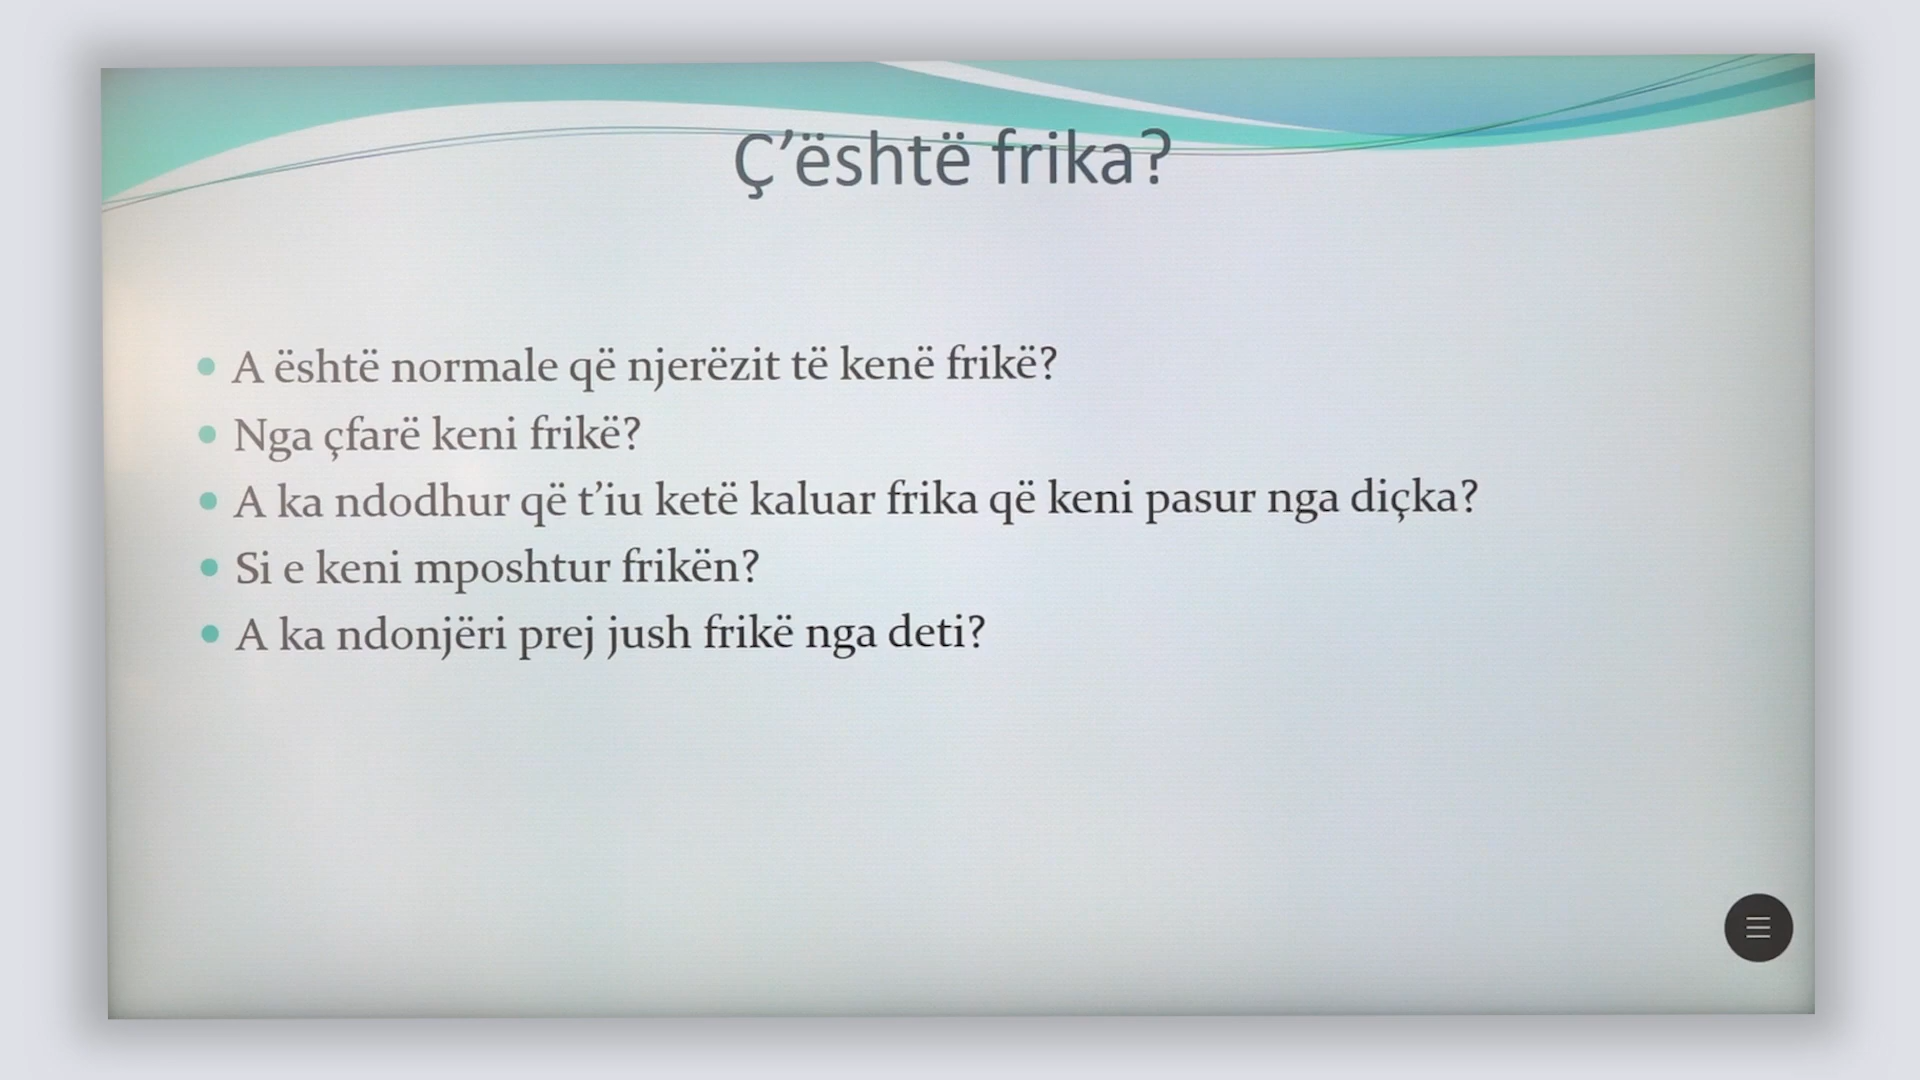 Ç’është frika?
A është normale që njerëzit të kenë frikë?
Nga çfarë keni frikë?
A ka ndodhur që t’iu ketë kaluar frika që keni pasur nga diçka?
Si e keni mposhtur frikën?
A ka ndonjëri prej jush frikë nga deti?